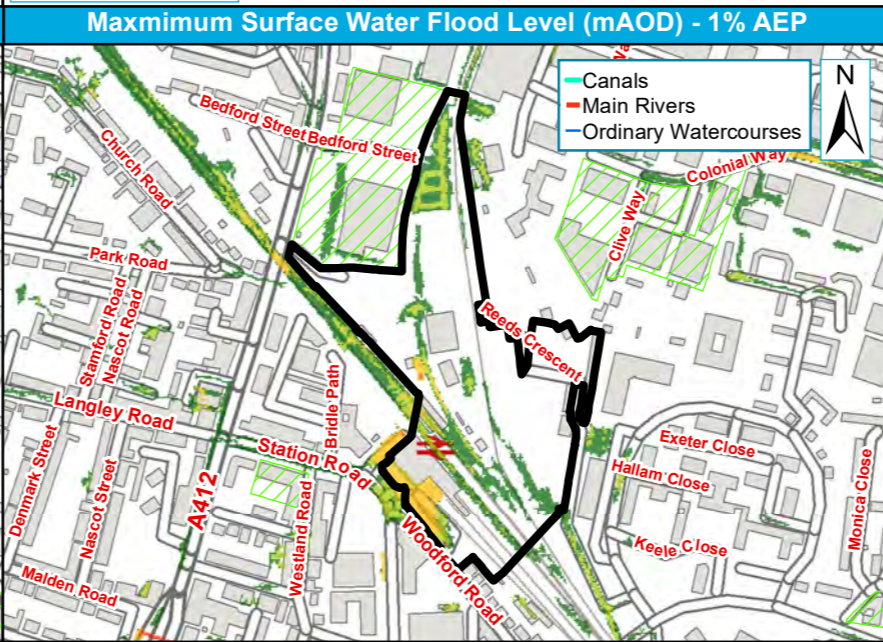 Maxmimum Surface Water Flood Level (mAOD) - 1% AEP
Canals
Main Rivers
Ordinary Watercourses
N
Bedford Street
Bedford Street
Church Road
Colonial Way
Clive Way
Park Road
Stamford Road
Nascot Road
Reeds Crescent
Bridle Path
Langley Road
Station Road
Exeter Close
Hallam Close
Denmark Street
Nascot Street
A412
Westland Road
Woodford Road
Keele Close
Monica Close
Malden Road